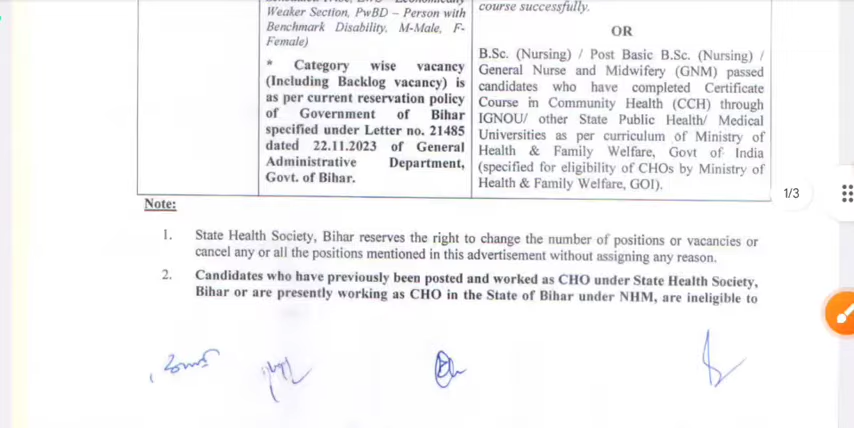 Weaker Section, PwBD – Person with
Benchmark Disability, M-Male, F-
Female)
* Category wise vacancy
(Including Backlog vacancy) is
as per current reservation policy
of Government of Bihar
specified under Letter no. 21485
dated 22.11.2023 of General
Administrative Department,
Govt. of Bihar.
course successfully.
OR
B.Sc. (Nursing) / Post Basic B.Sc. (Nursing) /
General Nurse and Midwifery (GNM) passed
candidates who have completed Certificate
Course in Community Health (CCH) through
IGNOU/ other State Public Health/ Medical
Universities as per curriculum of Ministry of
Health & Family Welfare, Govt of India
(specified for eligibility of CHOs by Ministry of
Health & Family Welfare, GOI).
1/3
Note:
1. State Health Society, Bihar reserves the right to change the number of positions or vacancies or
cancel any or all the positions mentioned in this advertisement without assigning any reason.
2. Candidates who have previously been posted and worked as CHO under State Health Society,
Bihar or are presently working as CHO in the State of Bihar under NHM, are ineligible to